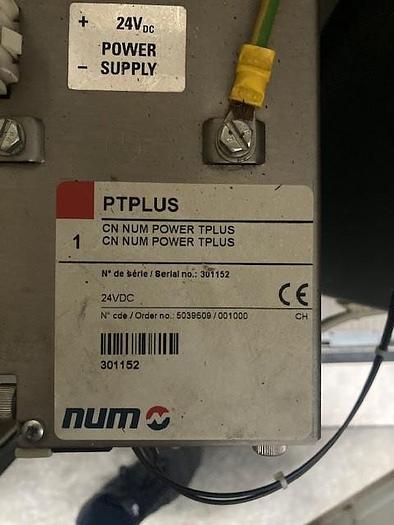 + 24VDC
POWER
- SUPPLY
PTPLUS
1
CN NUM POWER TPLUS
CN NUM POWER TPLUS
N° de série / Serial no.: 301152
24VDC
CE
N° cde / Order no.: 5039509 / 001000
CH
301152
num